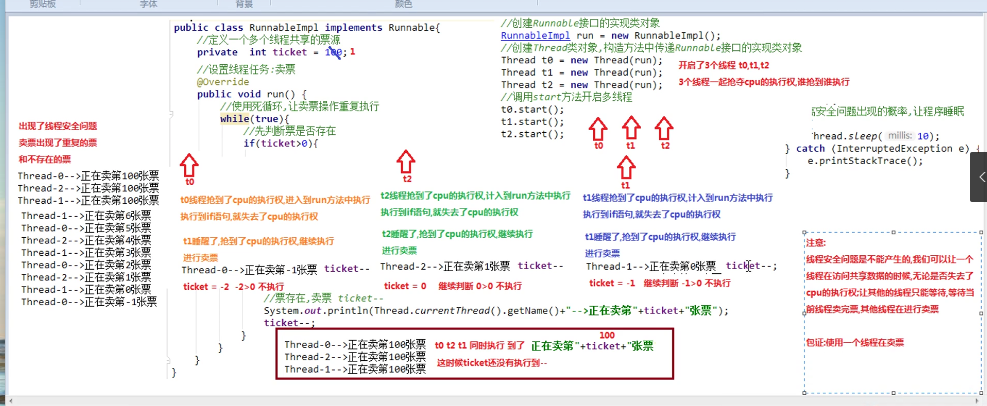 剪贴板
字体
背景
颜色
public class RunnableImpl implements Runnable{
//定义一个多个线程共享的票源
private int ticket = 100;1
//设置线程任务:卖票
@Override
public void run() {
//使用死循环,让卖票操作重复执行
while(true){
//先判断票是否存在
if(ticket>0){
//创建Runnable接口的实现类对象
RunnableImpl run = new RunnableImpl();
//创建Thread类对象,构造方法中传递Runnable接口的实现类对象
Thread t0 = new Thread(run);
Thread t1 = new Thread(run);
Thread t2 = new Thread(run);
//调用start方法开启多线程
t0.start();
t1.start();
t2.start();
开启了3个线程 t0,t1,t2
3个线程一起抢夺cpu的执行权,谁抢到谁执行
t0
t1
t2
安全问题出现的概率,让程序睡眠
hread.sleep( millis: 10);
} catch (InterruptedException e) {
e.printStackTrace();
}
出现了线程安全问题
卖票出现了重复的票
和不存在的票
Thread-0-->正在卖第100张票
Thread-2-->正在卖第100张票
Thread-1-->正在卖第100张票
Thread-1-->正在卖第6张票
Thread-0-->正在卖第5张票
Thread-2-->正在卖第4张票
Thread-1-->正在卖第3张票
Thread-0-->正在卖第2张票
Thread-2-->正在卖第1张票
Thread-1-->正在卖第0张票
Thread-0-->正在卖第-1张票
t0
t0线程抢到了cpu的执行权,进入到run方法中执行
执行到if语句,就失去了cpu的执行权
t1睡醒了,抢到了cpu的执行权,继续执行
进行卖票
Thread-0-->正在卖第-1张票 ticket--
ticket = -2 -2>0 不执行
t2
t2线程抢到了cpu的执行权,计入到run方法中执行
执行到if语句,就失去了cpu的执行权
t2睡醒了,抢到了cpu的执行权,继续执行
进行卖票
Thread-2-->正在卖第1张票 ticket--
ticket = 0 继续判断 0>0 不执行
t1
t1线程抢到了cpu的执行权,计入到run方法中执行
执行到if语句,就失去了cpu的执行权
t1睡醒了,抢到了cpu的执行权,继续执行
进行卖票
Thread-1-->正在卖第0张票 ticket--;
ticket = -1 继续判断 -1>0 不执行
//票存在,卖票 ticket--
System.out.println(Thread.currentThread().getName()+"-->正在卖第"+ticket+"张票");
ticket--;
}
}
}
}
Thread-0-->正在卖第100张票
Thread-2-->正在卖第100张票
Thread-1-->正在卖第100张票
100
t0 t2 t1 同时执行 到了 正在卖第"+ticket+"张票
这时候ticket还没有执行到--
注意:
线程安全问题是不能产生的,我们可以让一个
线程在访问共享数据的时候,无论是否失去了
cpu的执行权;让其他的线程只能等待,等待当
前线程卖完票,其他线程在进行卖票
包证:使用一个线程在卖票